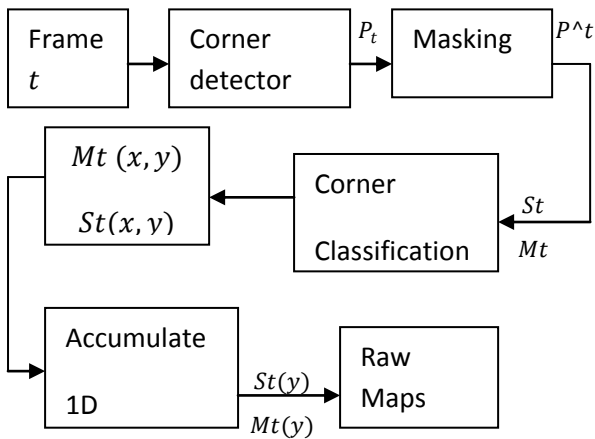 Frame
t
Corner
detector
P_t
Masking
P^t
Mt (x, y)
St(x, y)
Corner
Classification
St
Mt
Accumulate
1D
St(y)
Mt(y)
Raw
Maps